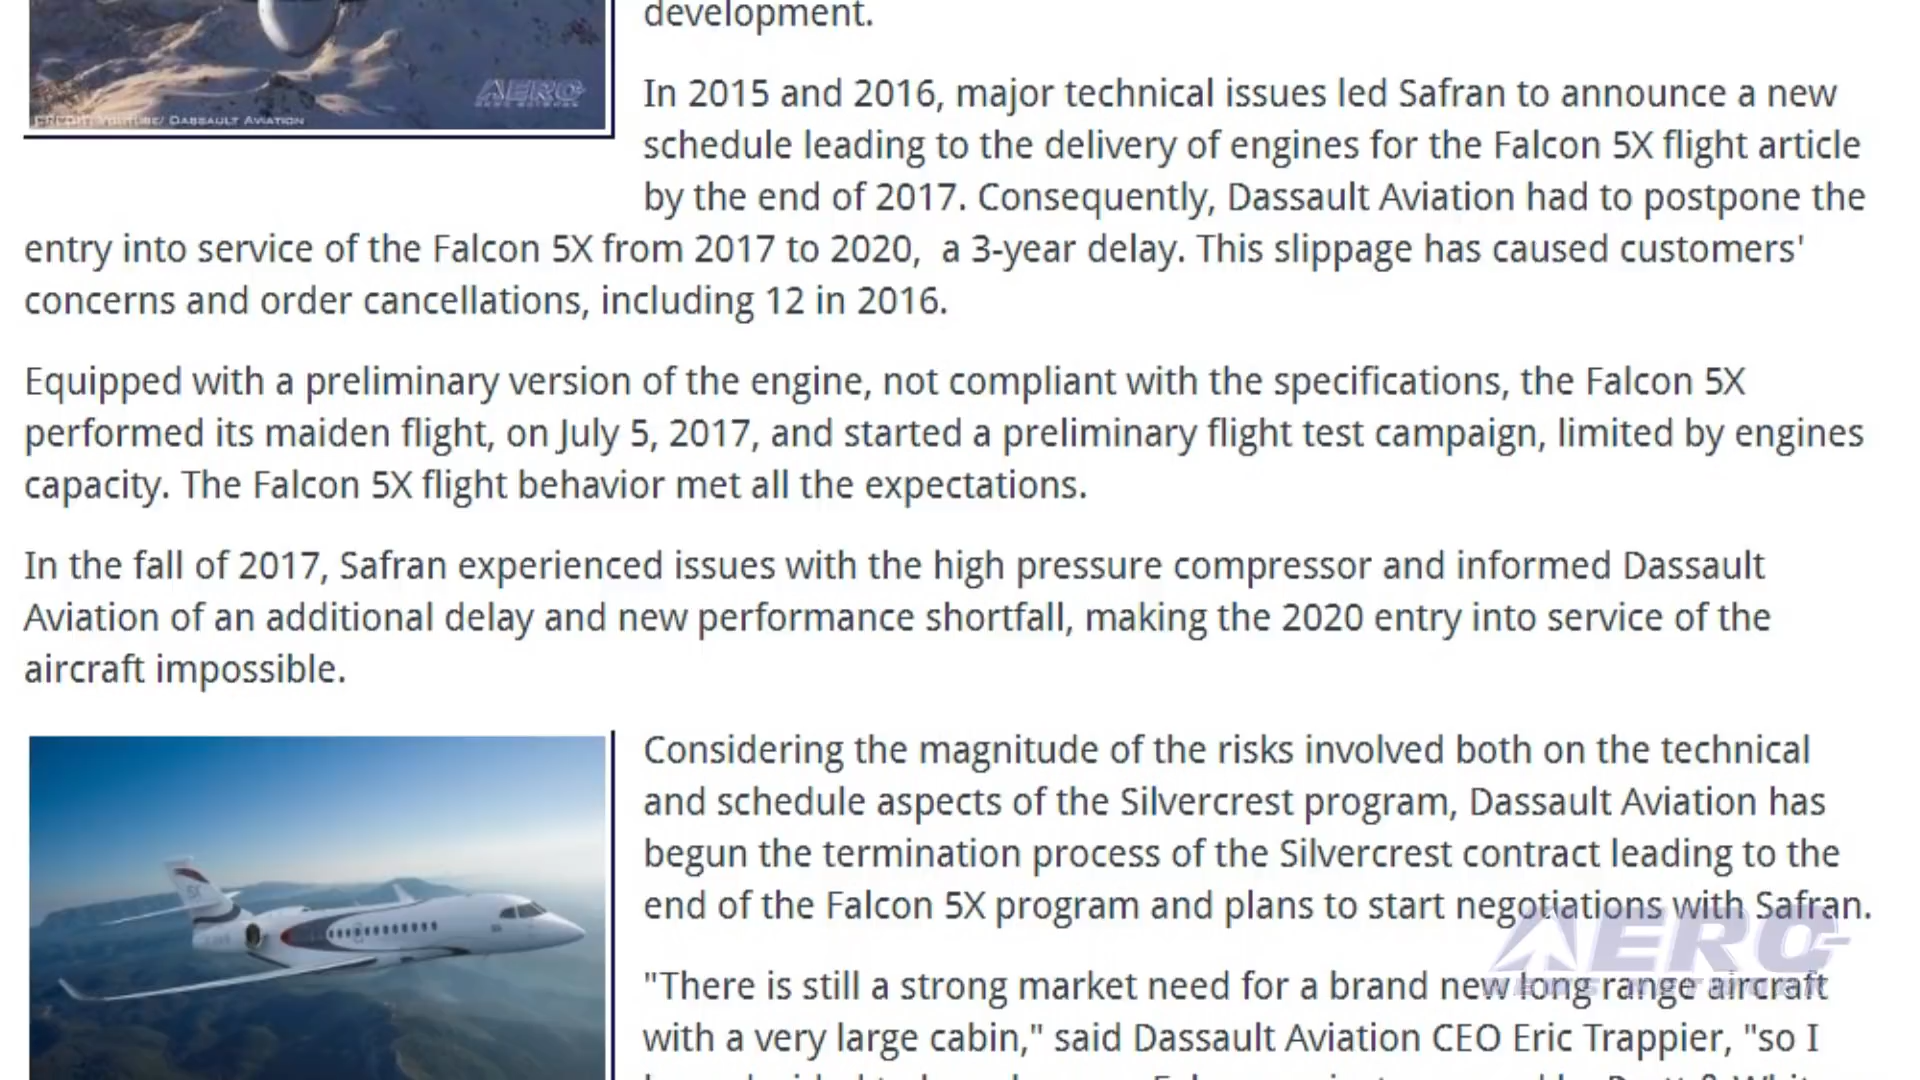 development.
AERO
NEWS NETWORK
CREDIT: YOUTUBE/ DASSAULT AVIATION
In 2015 and 2016, major technical issues led Safran to announce a new
schedule leading to the delivery of engines for the Falcon 5X flight article
by the end of 2017. Consequently, Dassault Aviation had to postpone the
entry into service of the Falcon 5X from 2017 to 2020,  a 3-year delay. This slippage has caused customers'
concerns and order cancellations, including 12 in 2016.
Equipped with a preliminary version of the engine, not compliant with the specifications, the Falcon 5X
performed its maiden flight, on July 5, 2017, and started a preliminary flight test campaign, limited by engines
capacity. The Falcon 5X flight behavior met all the expectations.
In the fall of 2017, Safran experienced issues with the high pressure compressor and informed Dassault
Aviation of an additional delay and new performance shortfall, making the 2020 entry into service of the
aircraft impossible.
Considering the magnitude of the risks involved both on the technical
and schedule aspects of the Silvercrest program, Dassault Aviation has
begun the termination process of the Silvercrest contract leading to the
end of the Falcon 5X program and plans to start negotiations with Safran.
5X
AERO
NEWS NETWORK
"There is still a strong market need for a brand new long range aircraft
with a very large cabin," said Dassault Aviation CEO Eric Trappier, "so I